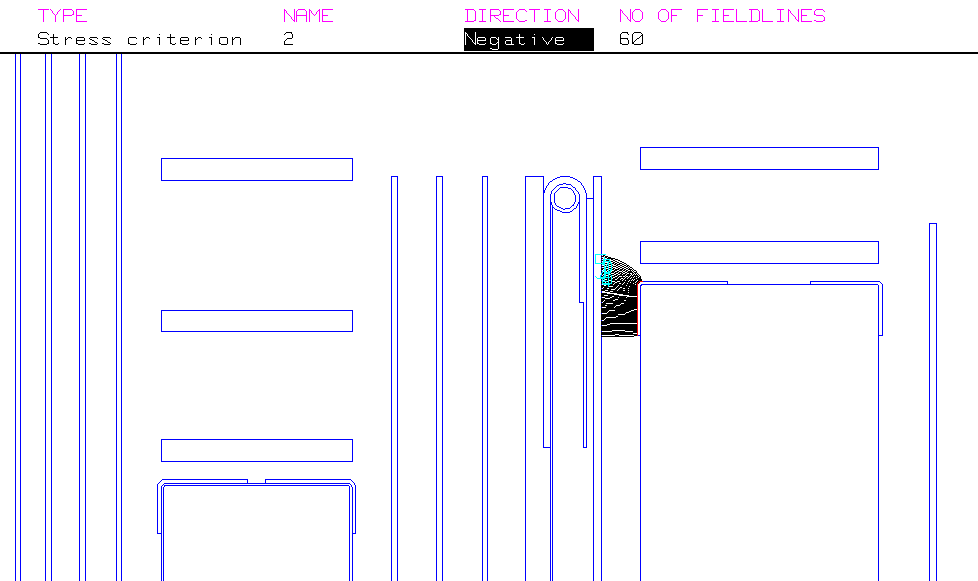 TYPE NAME DIRECTION NO OF FIELDLINES
Stress criterion 2 Negative 60